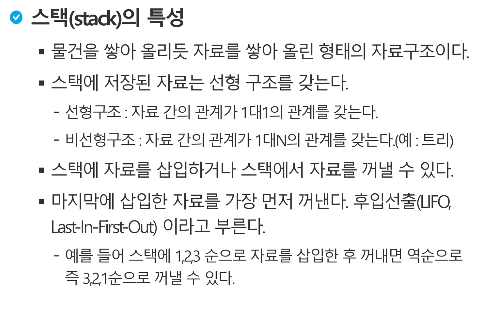 스택(stack)의 특성
▪ 물건을 쌓아 올리듯 자료를 쌓아 올린 형태의 자료구조이다.
▪ 스택에 저장된 자료는 선형 구조를 갖는다.
- 선형구조 : 자료 간의 관계가 1대1의 관계를 갖는다.
- 비선형구조 : 자료 간의 관계가 1대N의 관계를 갖는다.(예 : 트리)
▪ 스택에 자료를 삽입하거나 스택에서 자료를 꺼낼 수 있다.
▪ 마지막에 삽입한 자료를 가장 먼저 꺼낸다. 후입선출(LIFO,
Last-In-First-Out) 이라고 부른다.
- 예를 들어 스택에 1,2,3 순으로 자료를 삽입한 후 꺼내면 역순으로
즉 3,2,1순으로 꺼낼 수 있다.